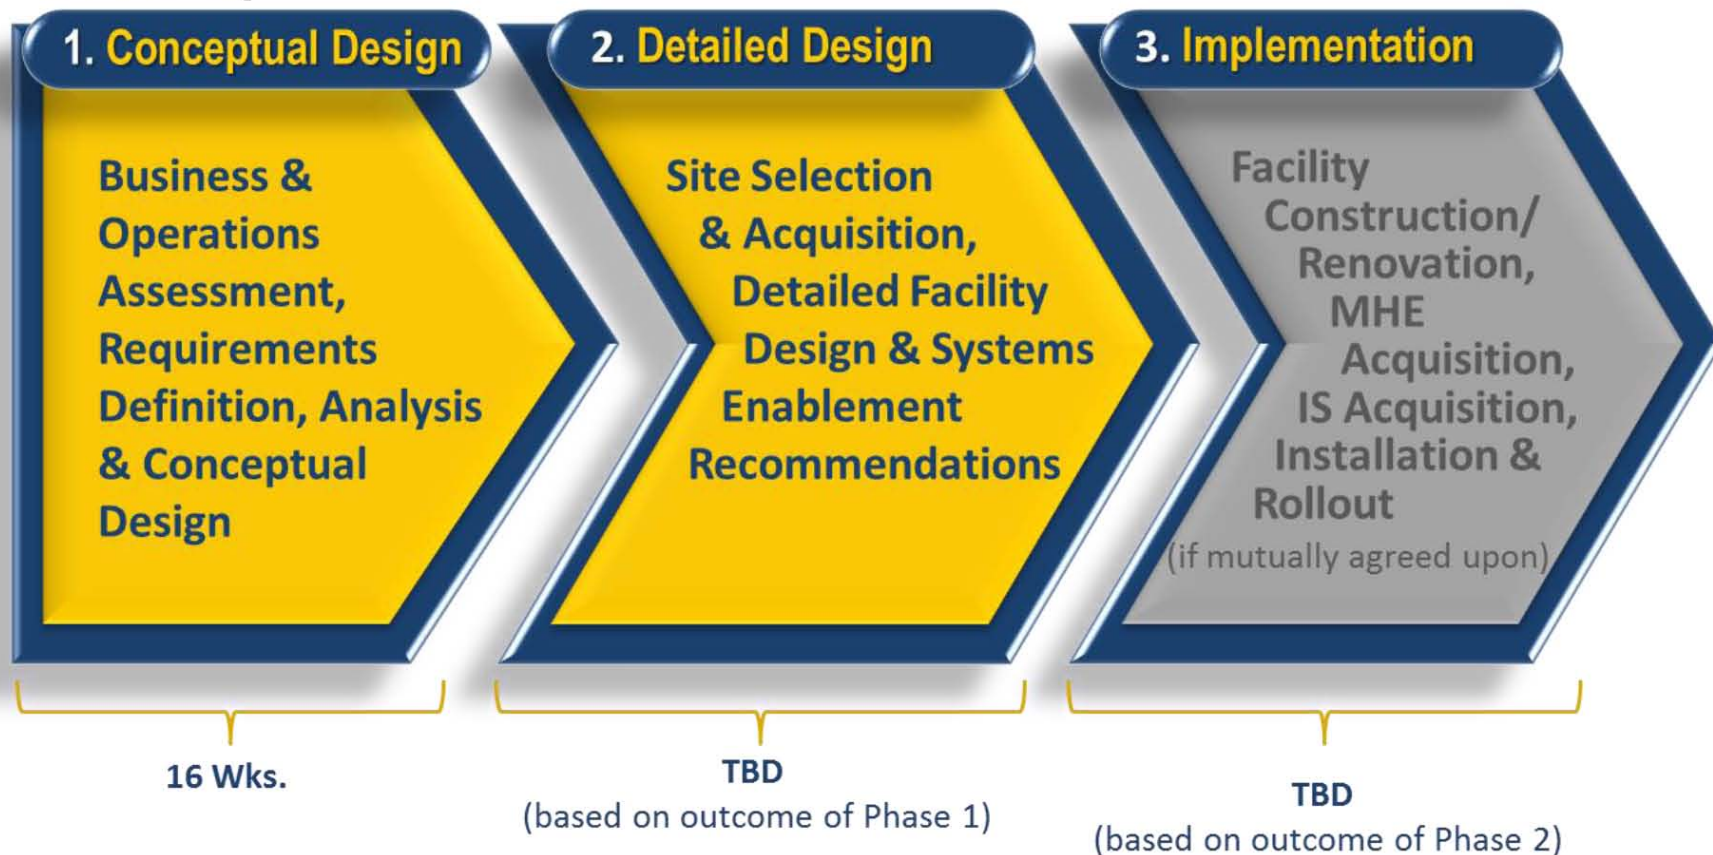 1. Conceptual Design
Business &
Operations
Assessment,
Requirements
Definition, Analysis
& Conceptual
Design
16 Wks.
2. Detailed Design
Site Selection
& Acquisition,
Detailed Facility
Design & Systems
Enablement
Recommendations
TBD
(based on outcome of Phase 1)
3. Implementation
Facility
Construction/
Renovation,
MHE
Acquisition,
IS Acquisition,
Installation &
Rollout
(if mutually agreed upon)
TBD
(based on outcome of Phase 2)